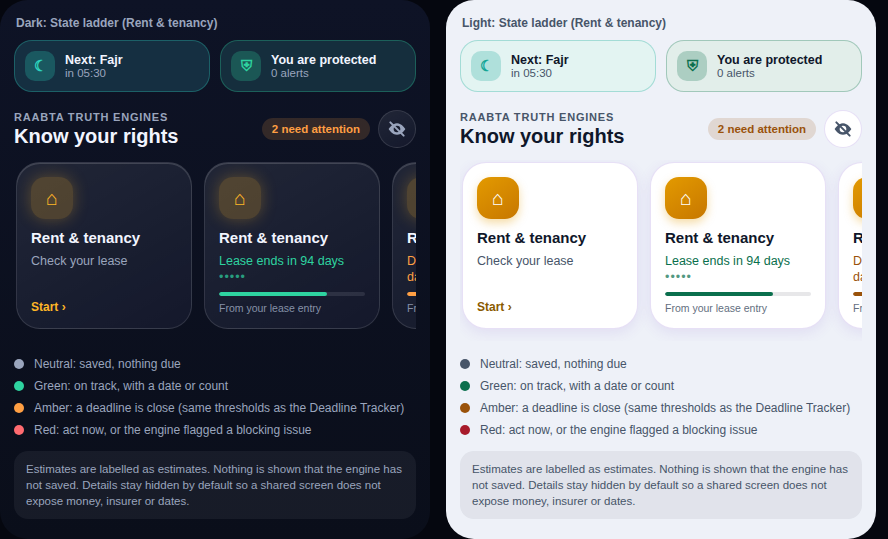 Dark: State ladder (Rent & tenancy)
Next: Fajr
in 05:30
You are protected
0 alerts
RAABTA TRUTH ENGINES
Know your rights
2 need attention
Rent & tenancy
Check your lease
Start ›
Rent & tenancy
Lease ends in 94 days
•••••
From your lease entry
Neutral: saved, nothing due
Green: on track, with a date or count
Amber: a deadline is close (same thresholds as the Deadline Tracker)
Red: act now, or the engine flagged a blocking issue
Estimates are labelled as estimates. Nothing is shown that the engine has
not saved. Details stay hidden by default so a shared screen does not
expose money, insurer or dates.
Light: State ladder (Rent & tenancy)
Next: Fajr
in 05:30
You are protected
0 alerts
RAABTA TRUTH ENGINES
Know your rights
2 need attention
Rent & tenancy
Check your lease
Start ›
Rent & tenancy
Lease ends in 94 days
•••••
From your lease entry
Neutral: saved, nothing due
Green: on track, with a date or count
Amber: a deadline is close (same thresholds as the Deadline Tracker)
Red: act now, or the engine flagged a blocking issue
Estimates are labelled as estimates. Nothing is shown that the engine has
not saved. Details stay hidden by default so a shared screen does not
expose money, insurer or dates.